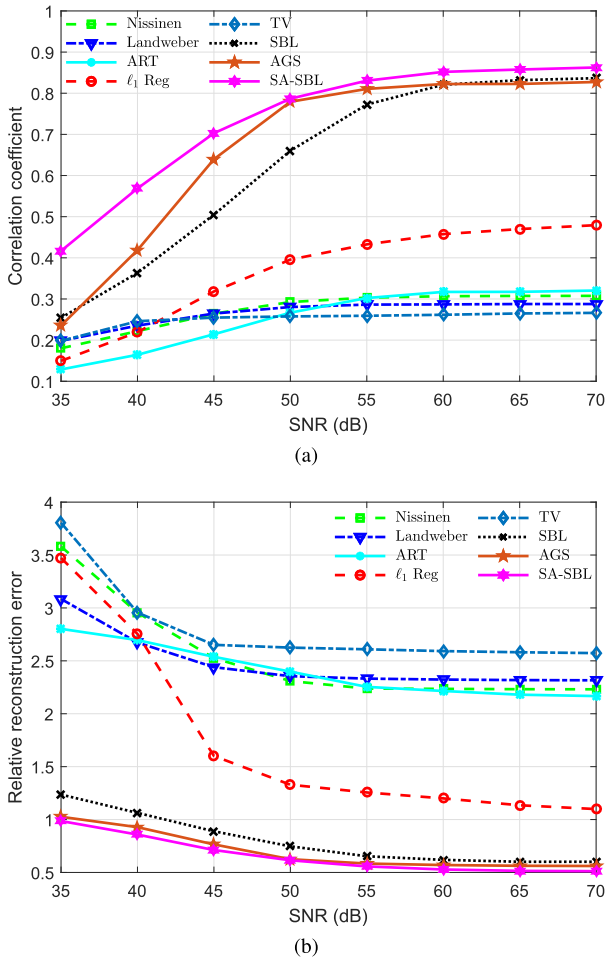 1
0.9
0.8
0.7
0.6
0.5
0.4
0.3
0.2
0.1
Correlation coefficient
Nissinen
Landweber
ART
ℓ₁ Reg
TV
SBL
AGS
SA-SBL
35 40 45 50 55 60 65 70
SNR (dB)
(a)
4
3.5
3
2.5
2
1.5
1
0.5
Relative reconstruction error
Nissinen
Landweber
ART
ℓ₁ Reg
TV
SBL
AGS
SA-SBL
35 40 45 50 55 60 65 70
SNR (dB)
(b)